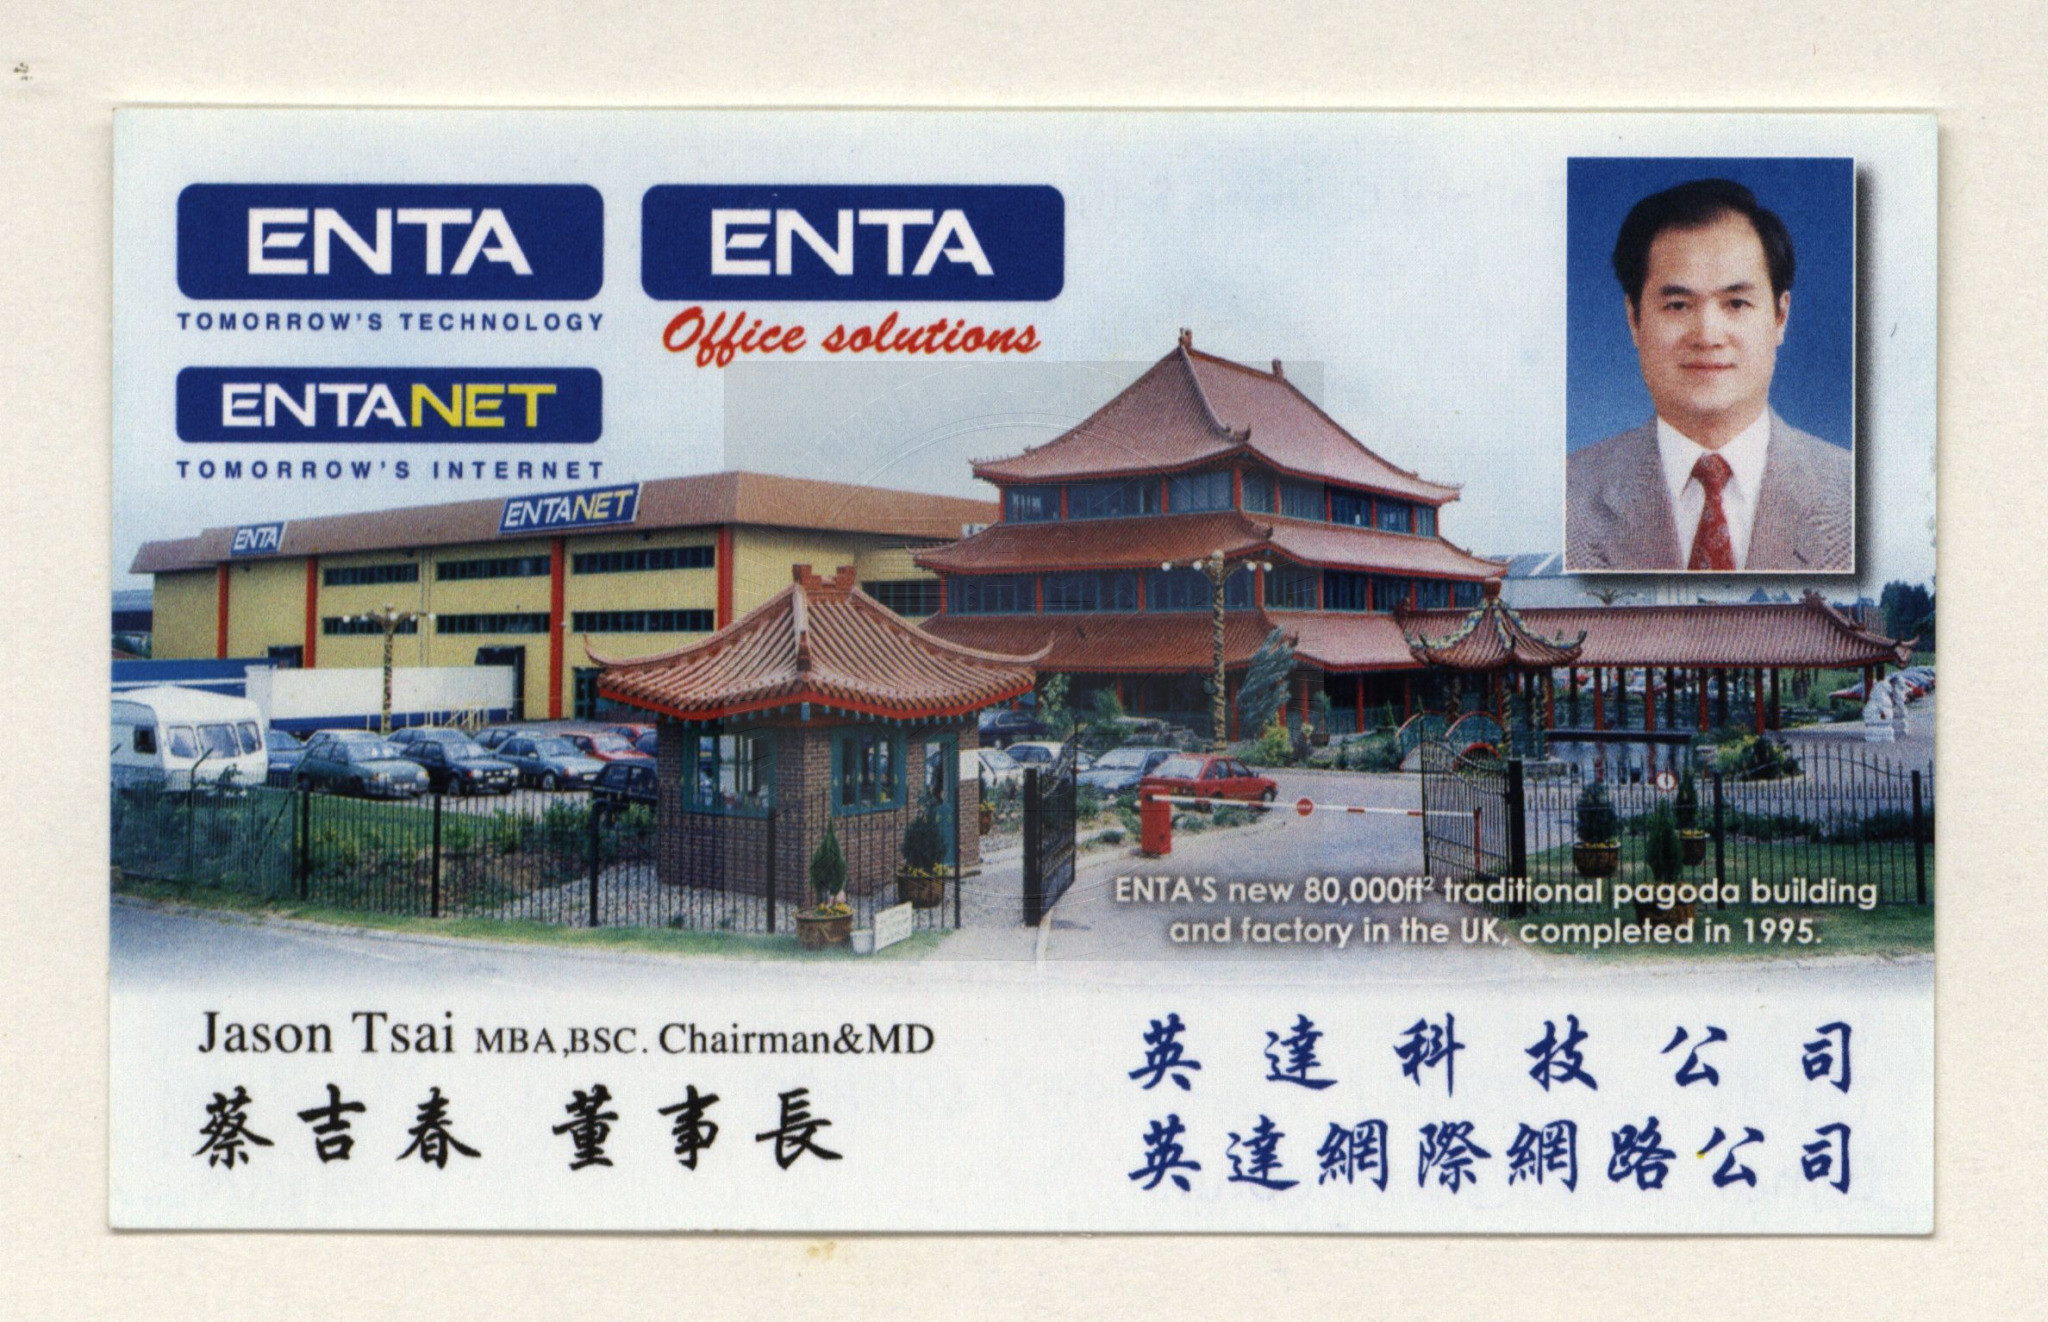 ENTA
TOMORROW'S TECHNOLOGY
ENTA
Office solutions
ENTANET
TOMORROW'S INTERNET
ENTA
ENTANET
ENTA'S new 80,000ft² traditional pagoda building
and factory in the UK, completed in 1995.
Jason Tsai MBA,BSC. Chairman&MD
蔡吉春 董事長
英達科技公司
英達網際網路公司